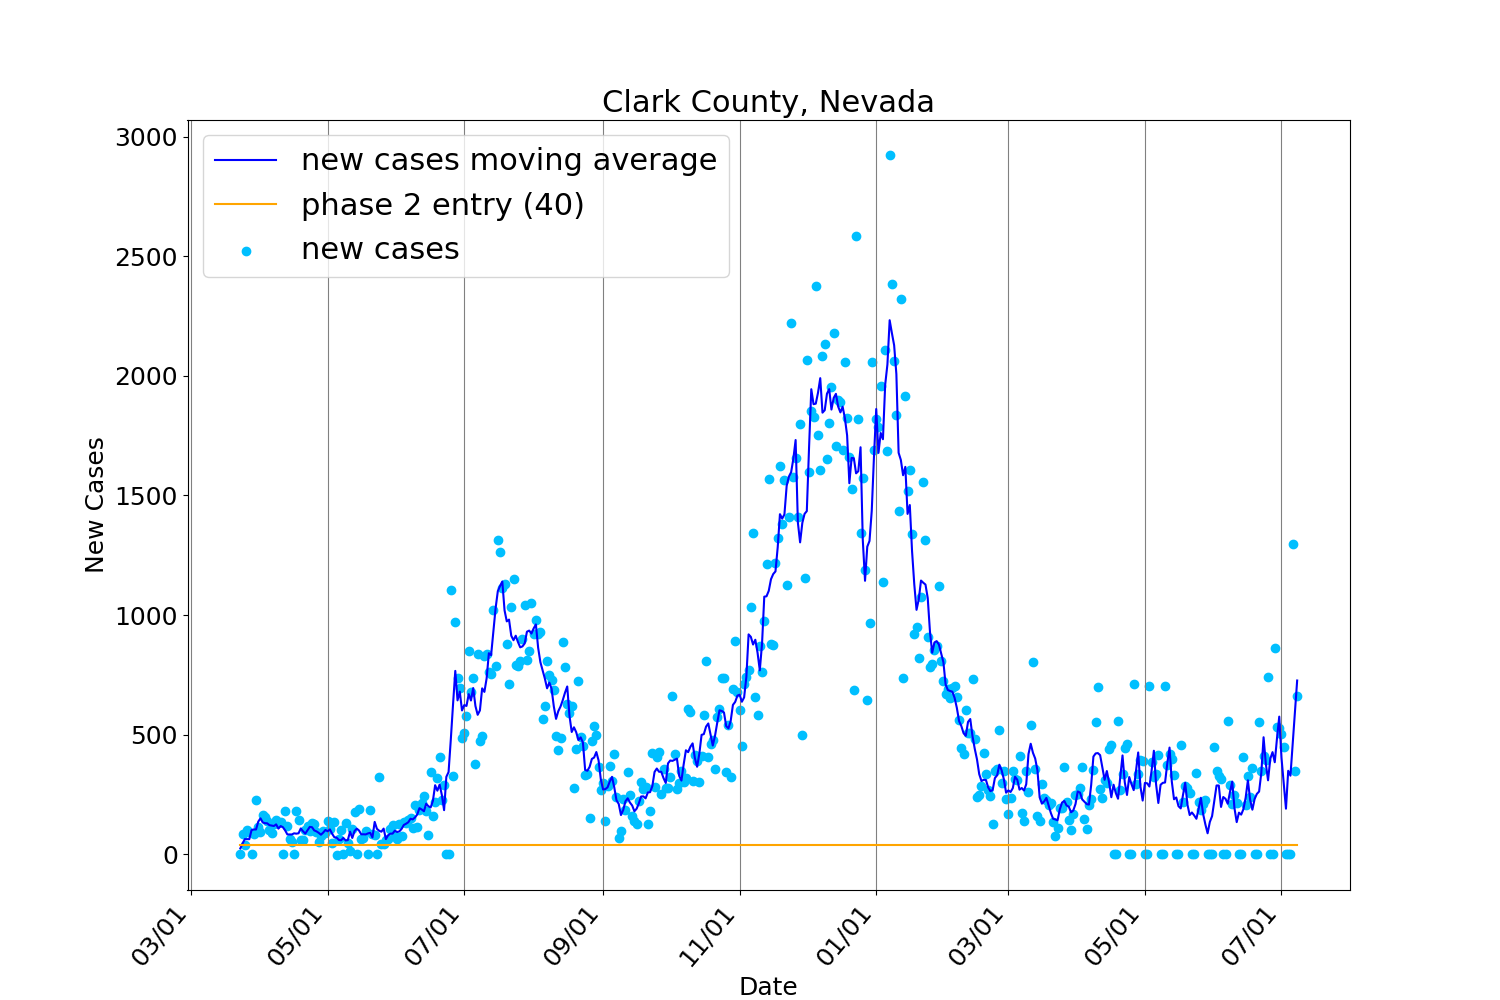 Clark County, Nevada
new cases moving average
phase 2 entry (40)
new cases
3000
2500
2000
1500
1000
500
0
New Cases
03/01
05/01
07/01
09/01
11/01
01/01
03/01
05/01
07/01
Date